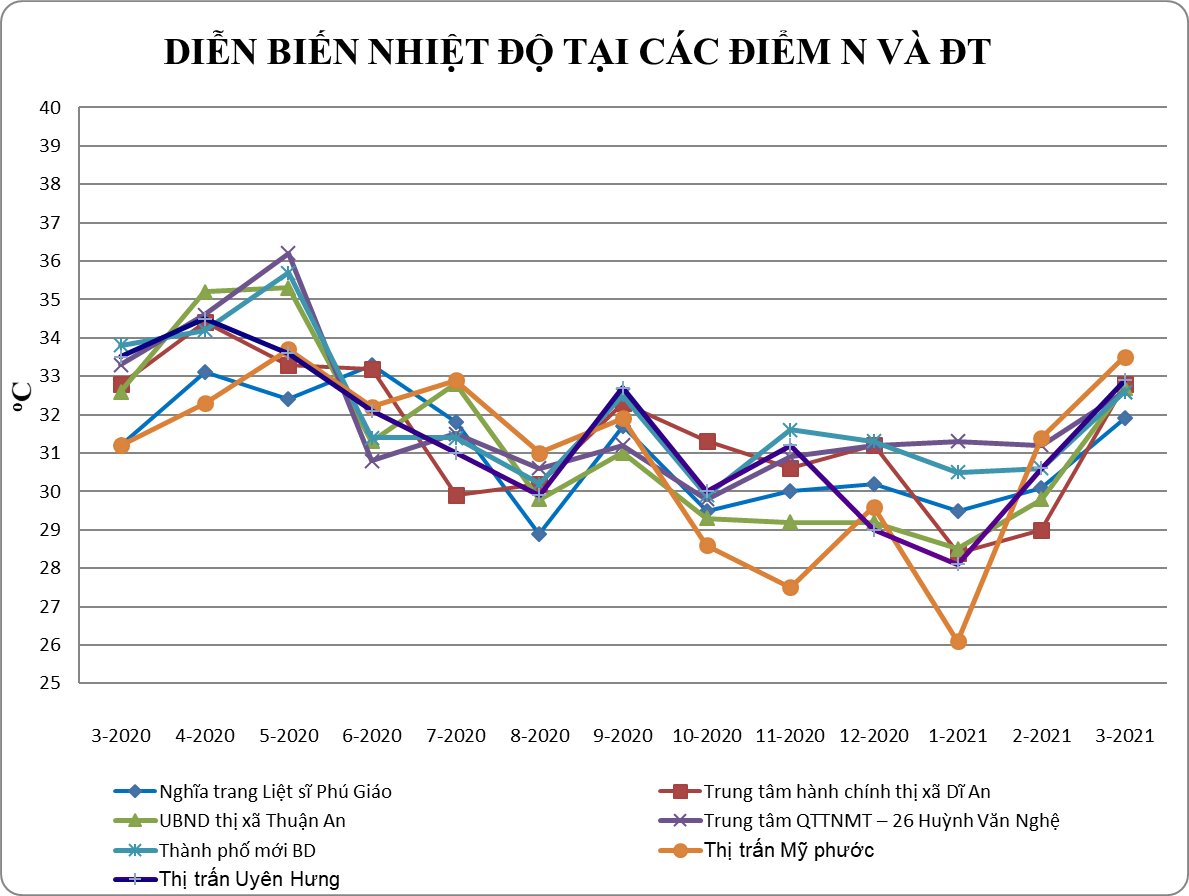 DIỄN BIẾN NHIỆT ĐỘ TẠI CÁC ĐIỂM N VÀ ĐT
40
39
38
37
36
35
34
33
32
31
30
29
28
27
26
25
ºC
3-2020 4-2020 5-2020 6-2020 7-2020 8-2020 9-2020 10-2020 11-2020 12-2020 1-2021 2-2021 3-2021
Nghĩa trang Liệt sĩ Phú Giáo Trung tâm hành chính thị xã Dĩ An
UBND thị xã Thuận An Trung tâm QTTNMT – 26 Huỳnh Văn Nghệ
Thành phố mới BD Thị trấn Mỹ phước
Thị trấn Uyên Hưng